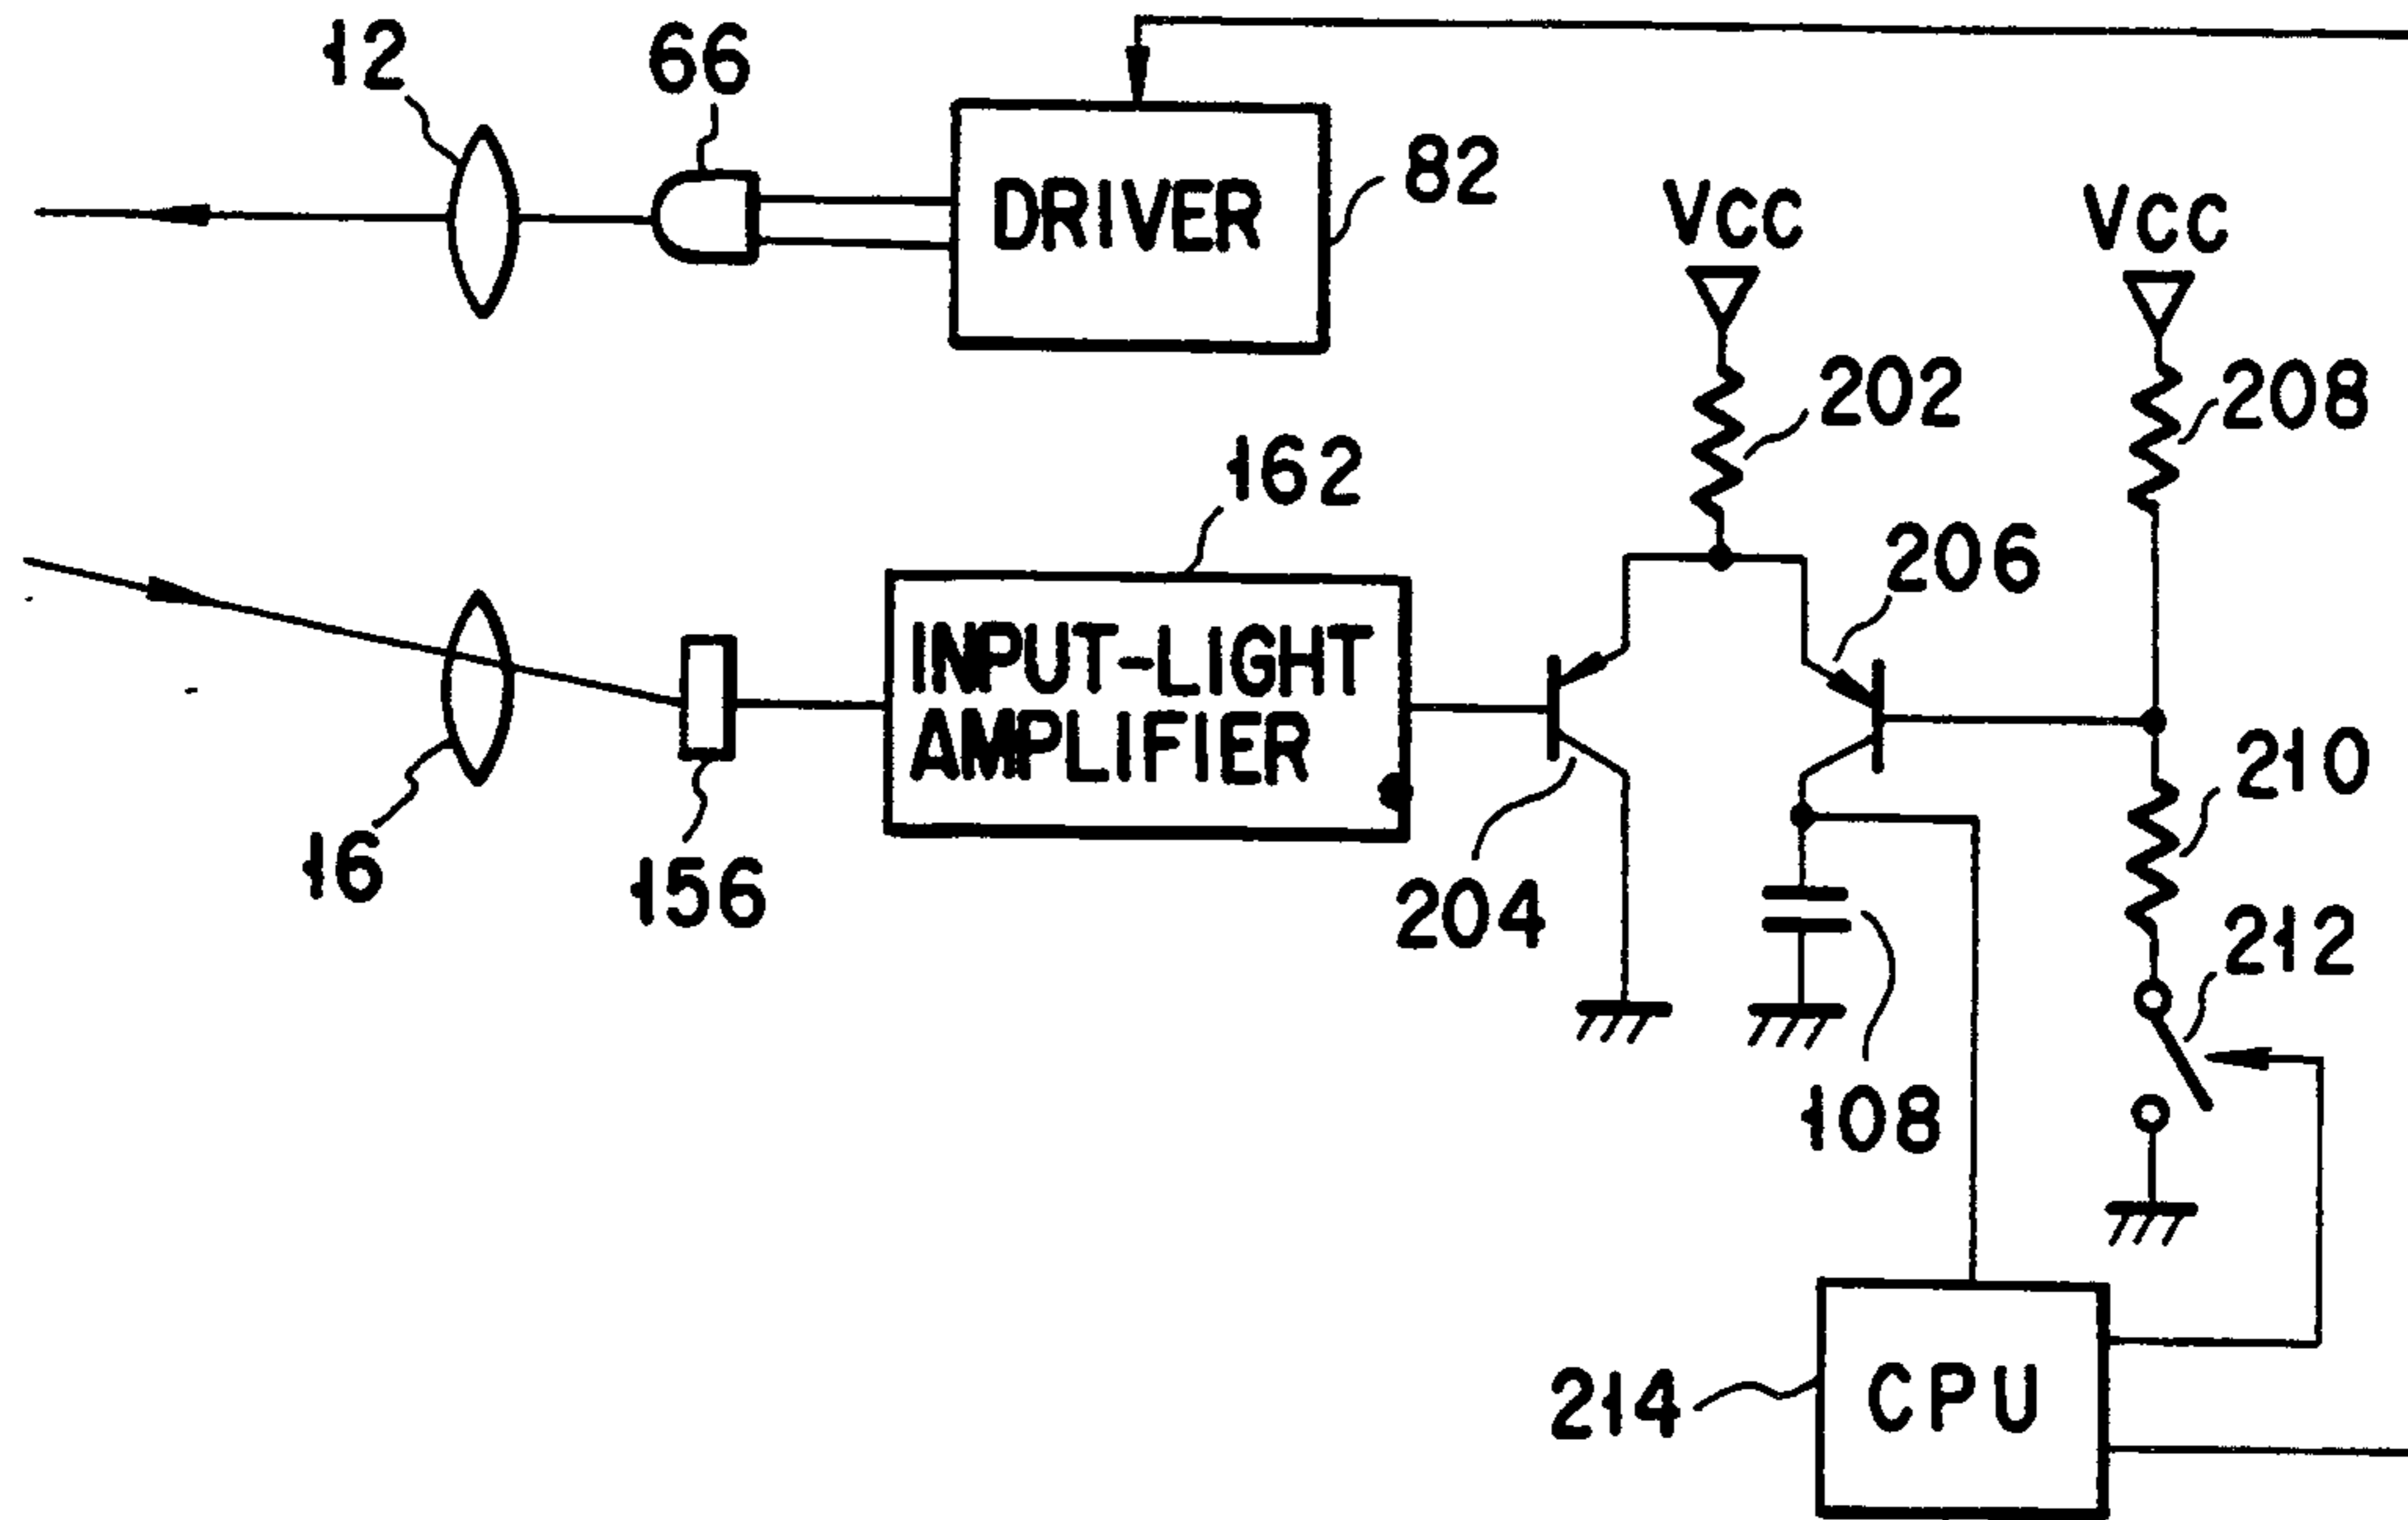 12
66
DRIVER
82
VCC
VCC
202
208
162
206
INPUT-LIGHT
AMPLIFIER
210
16
156
204
212
108
214
CPU